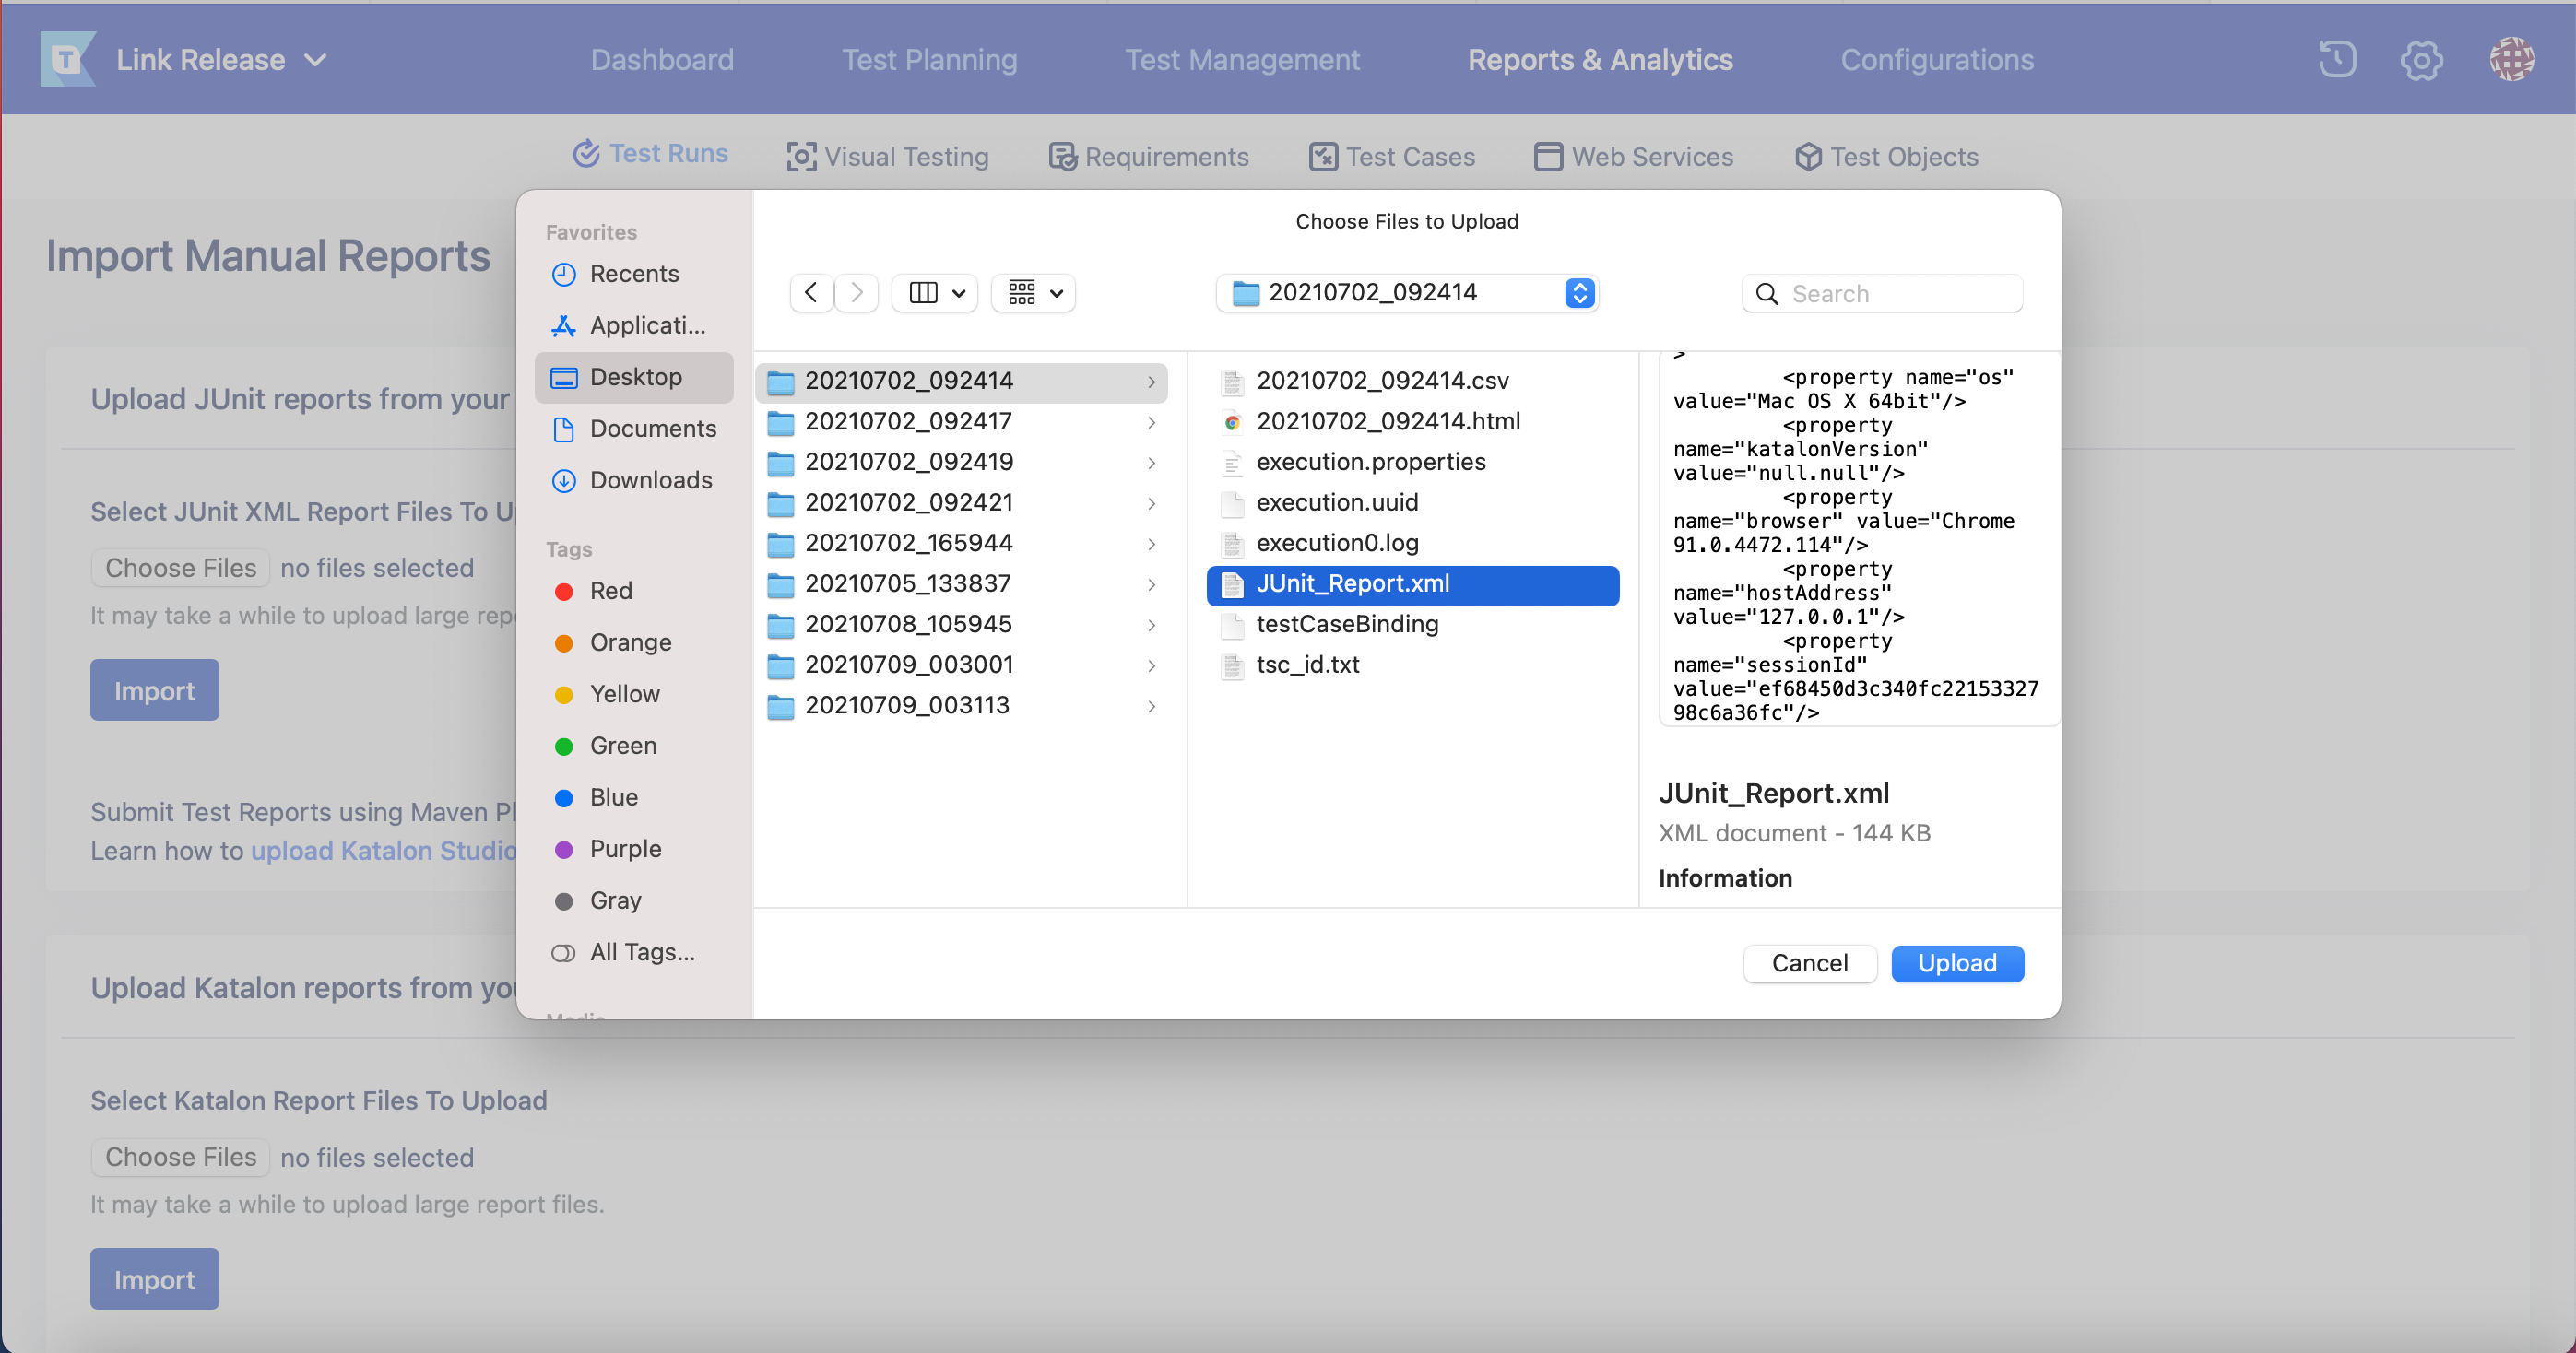 Link Release
Dashboard
Test Planning
Test Management
Reports & Analytics
Configurations
Test Runs
Visual Testing
Requirements
Test Cases
Web Services
Test Objects
Import Manual Reports
Upload JUnit reports from your
Select JUnit XML Report Files To U
Choose Files no files selected
It may take a while to upload large repo
Import
Submit Test Reports using Maven Pl
Learn how to upload Katalon Studio
Upload Katalon reports from you
Select Katalon Report Files To Upload
Choose Files no files selected
It may take a while to upload large report files.
Import
Choose Files to Upload
Favorites
Recents
Applicati...
Desktop
Documents
Downloads
Tags
Red
Orange
Yellow
Green
Blue
Purple
Gray
All Tags...
Media
20210702_092414
Search
20210702_092414
20210702_092417
20210702_092419
20210702_092421
20210702_165944
20210705_133837
20210708_105945
20210709_003001
20210709_003113
20210702_092414.csv
20210702_092414.html
execution.properties
execution.uuid
execution0.log
JUnit_Report.xml
testCaseBinding
tsc_id.txt
>
<property name="os"
value="Mac OS X 64bit"/>
<property
name="katalonVersion"
value="null.null"/>
<property
name="browser" value="Chrome
91.0.4472.114"/>
<property
name="hostAddress"
value="127.0.0.1"/>
<property
name="sessionId"
value="ef68450d3c340fc22153327
98c6a36fc"/>
JUnit_Report.xml
XML document - 144 KB
Information
Cancel
Upload